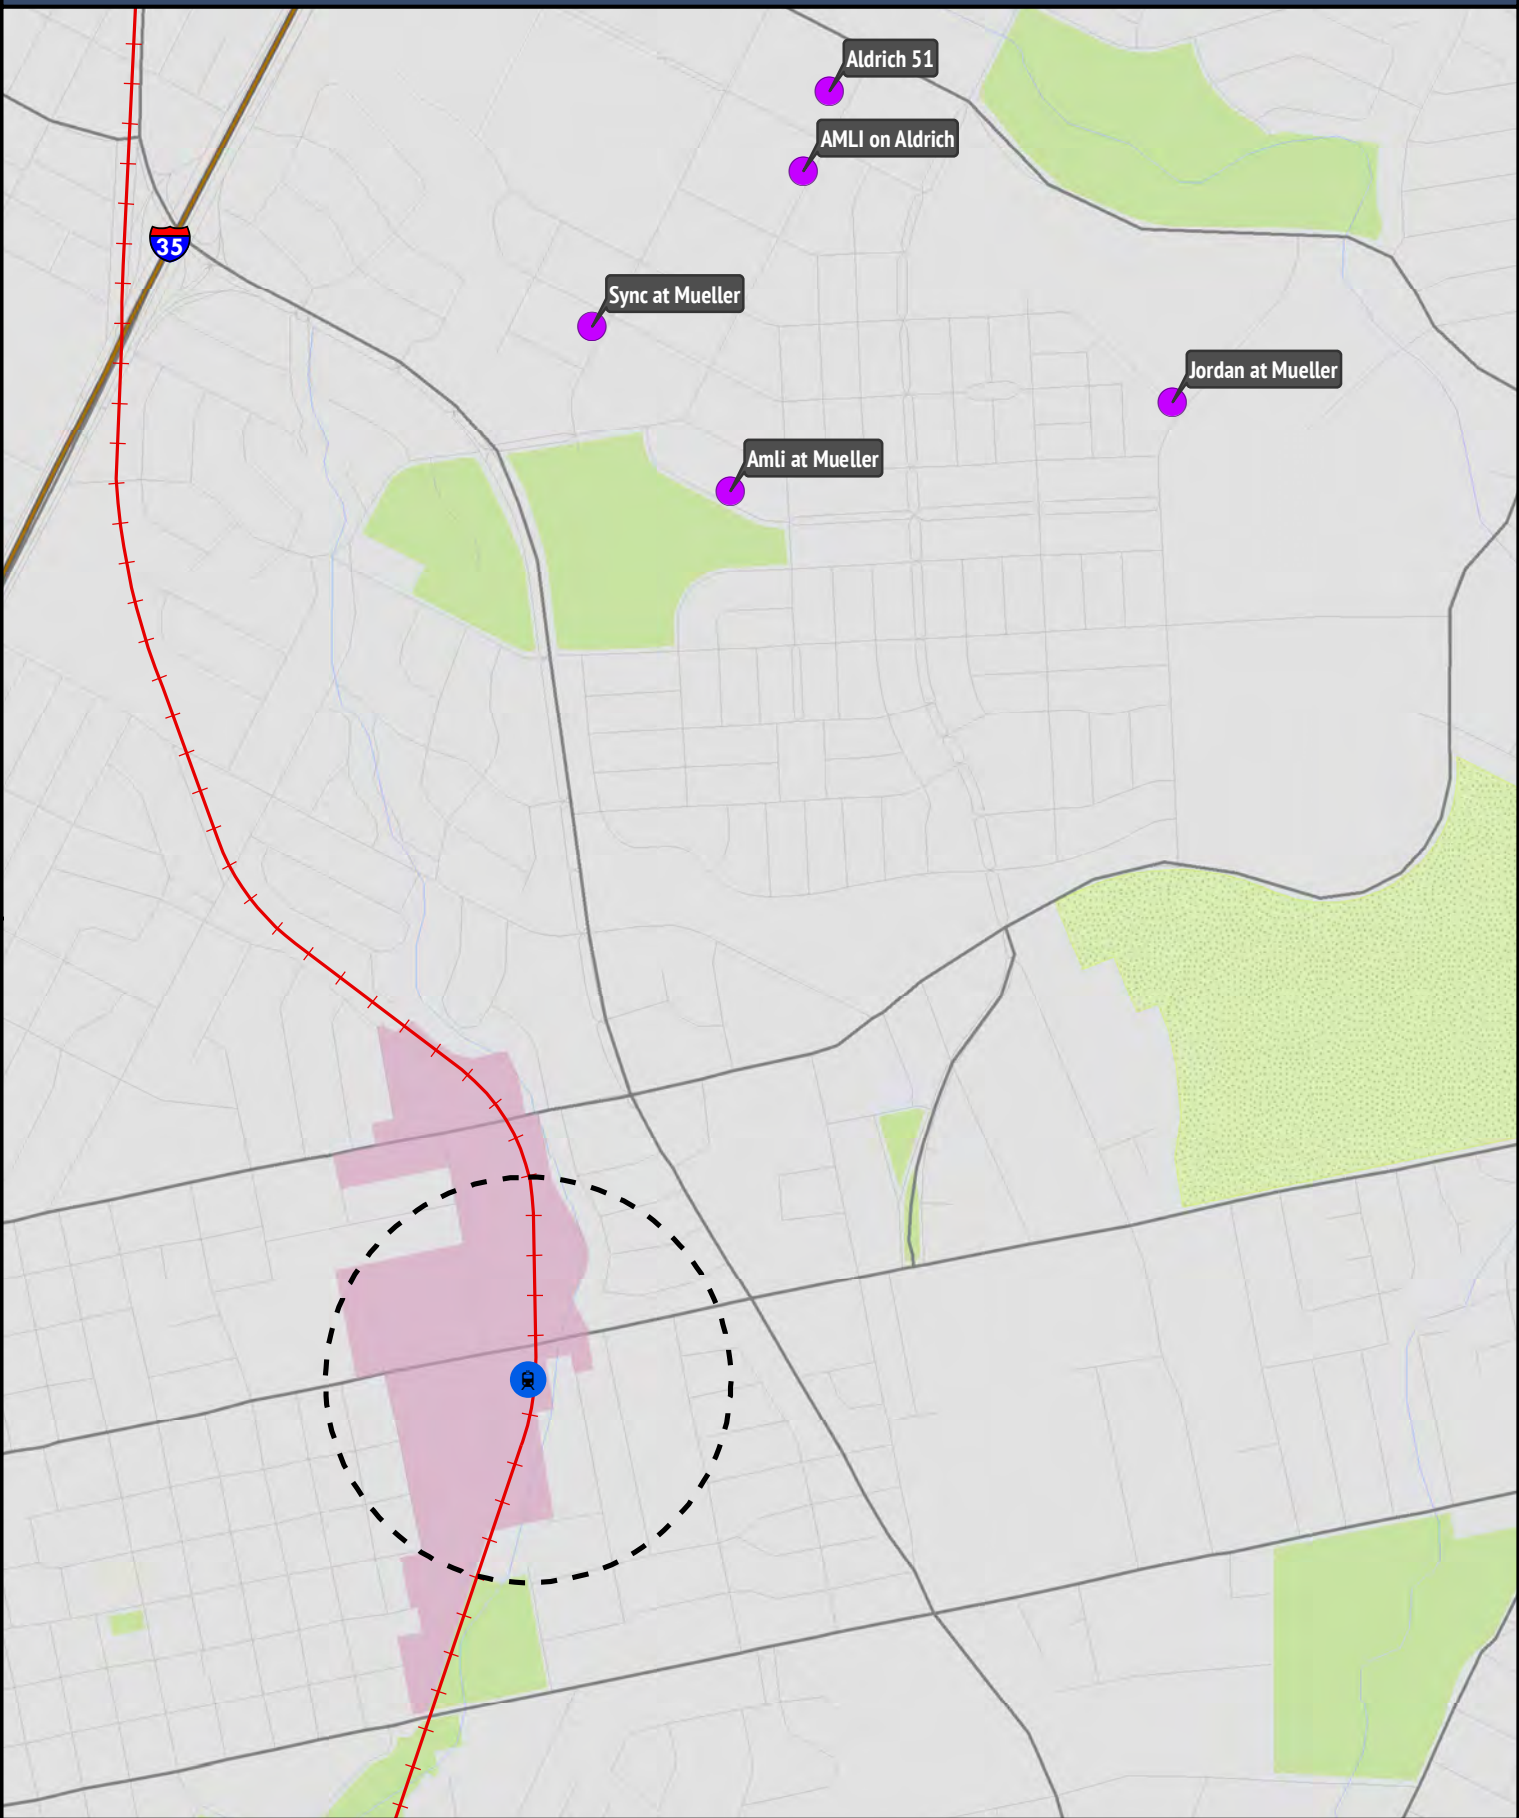 Aldrich 51
AMLI on Aldrich
35
Sync at Mueller
Jordan at Mueller
Amli at Mueller